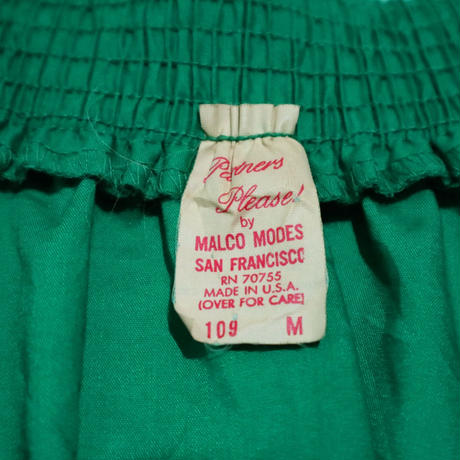 Partners
Please!
by
MALCO MODES
SAN FRANCISCO
RN 70755
MADE IN U.S.A.
(OVER FOR CARE)
109 M